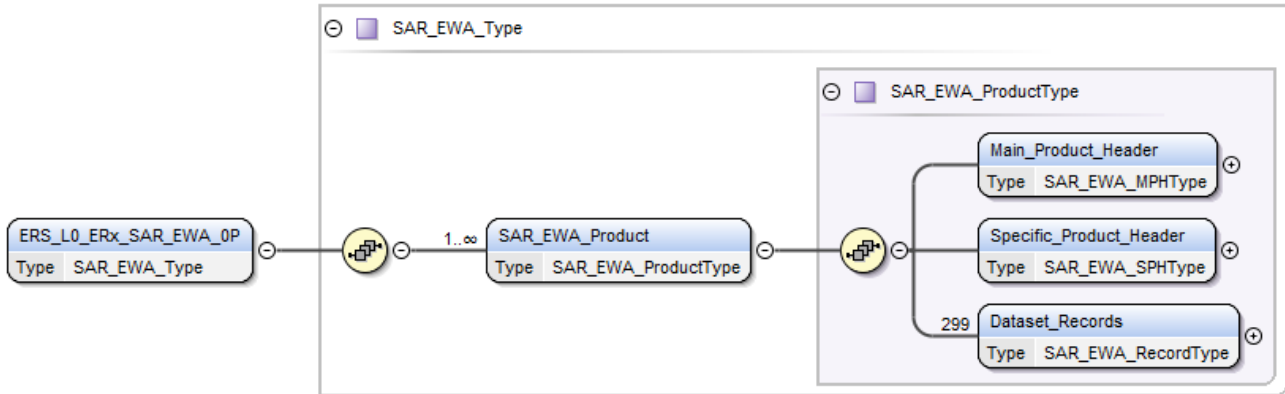 SAR_EWA_Type
SAR_EWA_ProductType
Main_Product_Header
Type SAR_EWA_MPHType
ERS_L0_ERx_SAR_EWA_0P
Type SAR_EWA_Type
1..∞
SAR_EWA_Product
Type SAR_EWA_ProductType
Specific_Product_Header
Type SAR_EWA_SPHType
299
Dataset_Records
Type SAR_EWA_RecordType